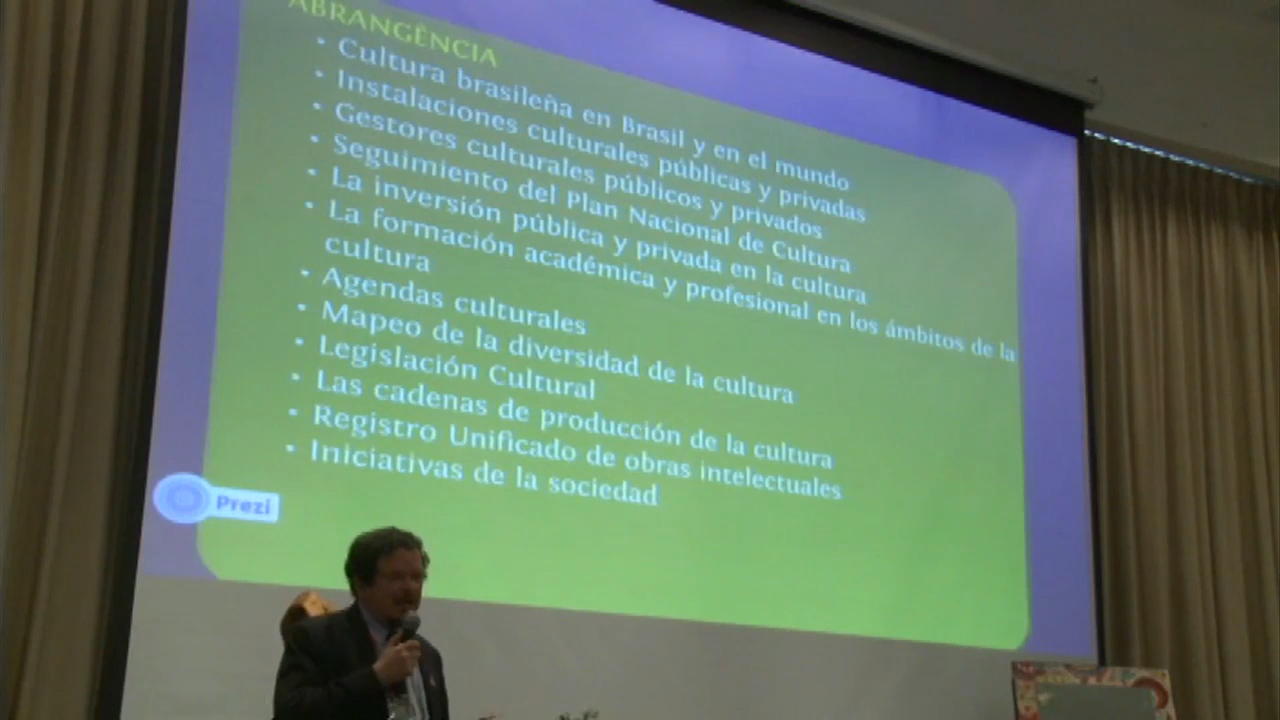 ABRANGÊNCIA
• Cultura brasileña en Brasil y en el mundo
• Instalaciones culturales públicas y privadas
• Gestores culturales públicos y privados
• Seguimiento del Plan Nacional de Cultura
• La inversión pública y privada en la cultura
• La formación académica y profesional en los ámbitos de la
cultura
• Agendas culturales
• Mapeo de la diversidad de la cultura
• Legislación Cultural
• Las cadenas de producción de la cultura
• Registro Unificado de obras intelectuales
• Iniciativas de la sociedad
Prezi